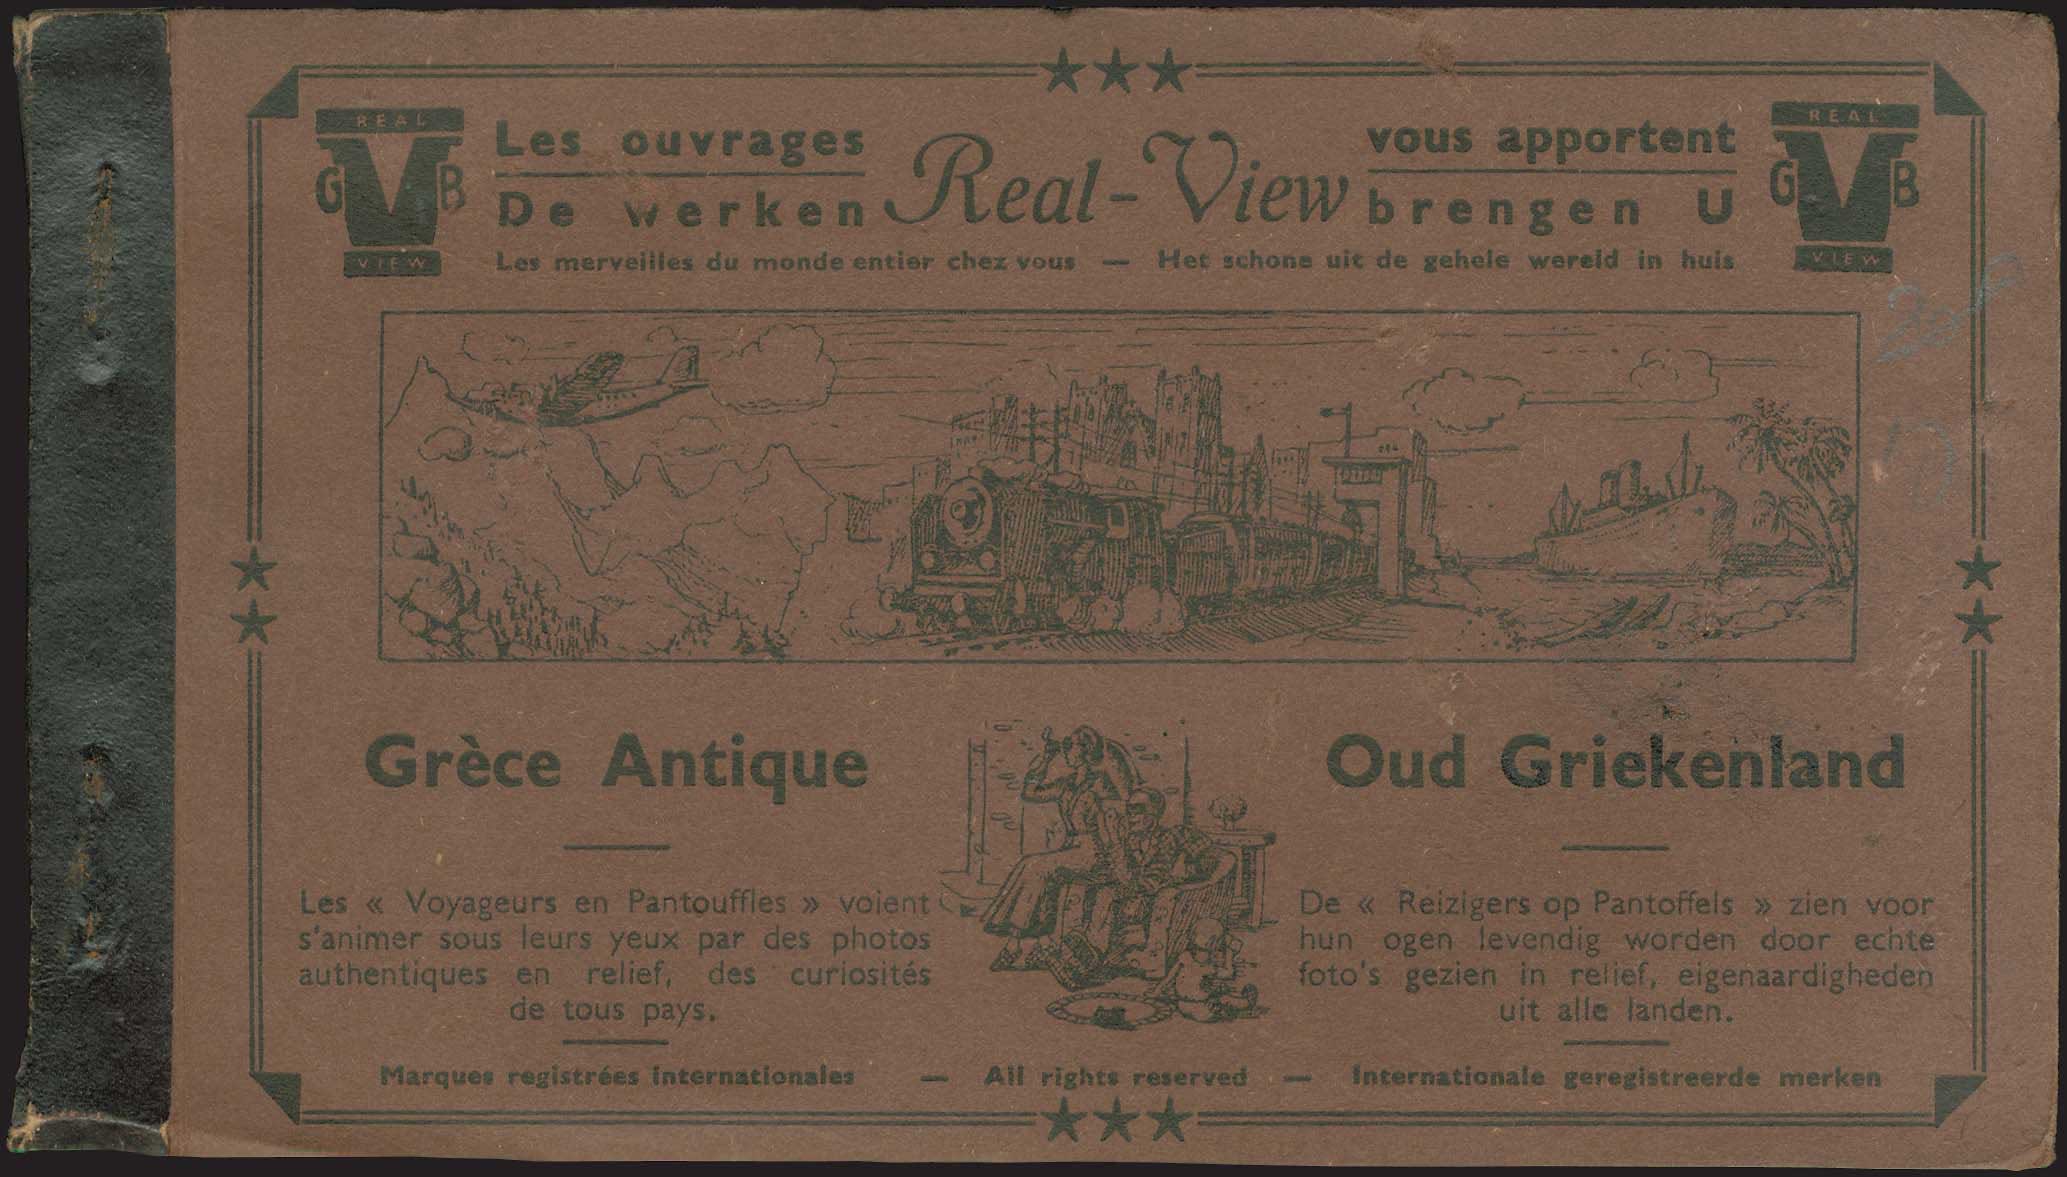 REAL
G B
VIEW
Les ouvrages
De werken
Real-View
vous apportent
brengen U
REAL
G B
VIEW
Les merveilles du monde entier chez vous — Het schone uit de gehele wereld in huis
Grèce Antique
Oud Griekenland
Les « Voyageurs en Pantouffles » voient
s'animer sous leurs yeux par des photos
authentiques en relief, des curiosités
de tous pays.
De « Reizigers op Pantoffels » zien voor
hun ogen levendig worden door echte
foto's gezien in relief, eigenaardigheden
uit alle landen.
Marques registrées internationales — All rights reserved — Internationale geregistreerde merken